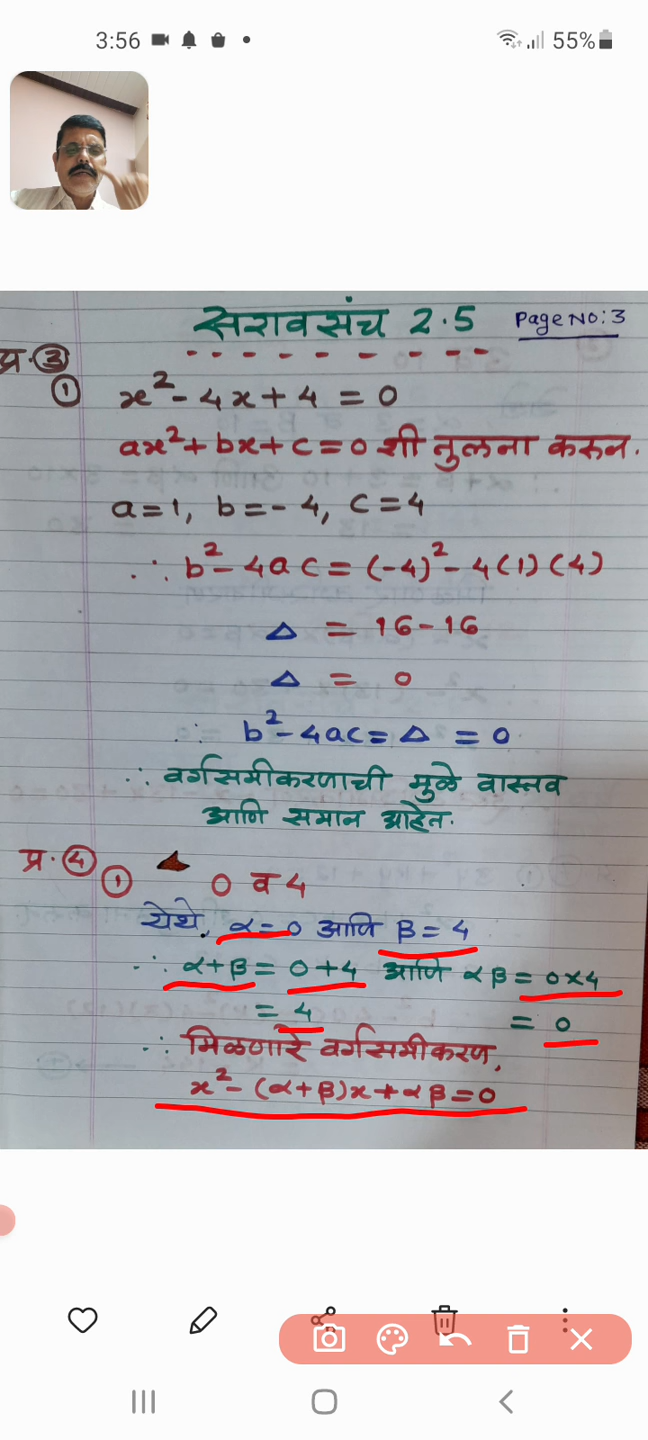 3:56
55%
सरावसंच 2.5 Page No: 3
प्र. ③
① x² - 4x + 4 = 0
ax² + bx + c = 0 शी तुलना करुन.
a = 1, b = - 4, c = 4
∴ b² - 4ac = (-4)² - 4(1)(4)
△ = 16 - 16
△ = 0
∴ b² - 4ac = △ = 0
∴ वर्गसमीकरणाची मुळे वास्तव
आणि समान आहेत.
प्र. ④
① 0 व 4
येथे, α = 0 आणि β = 4
∴ α + β = 0 + 4 आणि α β = 0 x 4
= 4 = 0
∴ मिळणारे वर्गसमीकरण,
x² - (α + β)x + α β = 0